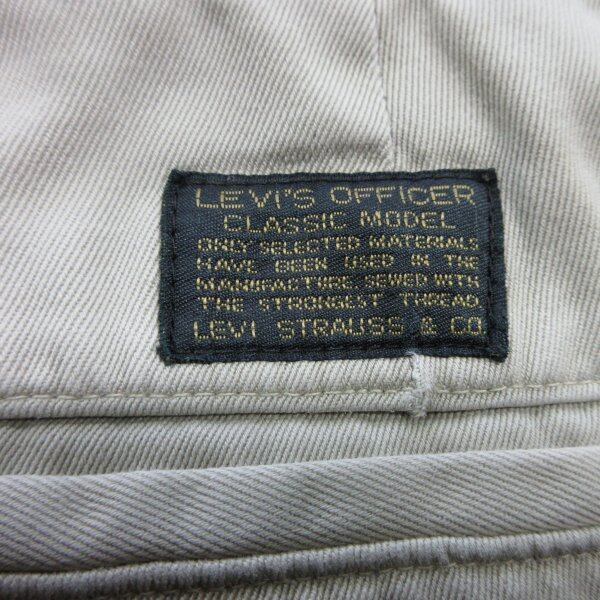 LEVI'S OFFICER
CLASSIC MODEL
ONLY SELECTED MATERIALS
HAVE BEEN USED IN THE
MANUFACTURE, SEWED WITH
THE STRONGEST THREAD.
LEVI STRAUSS & CO.